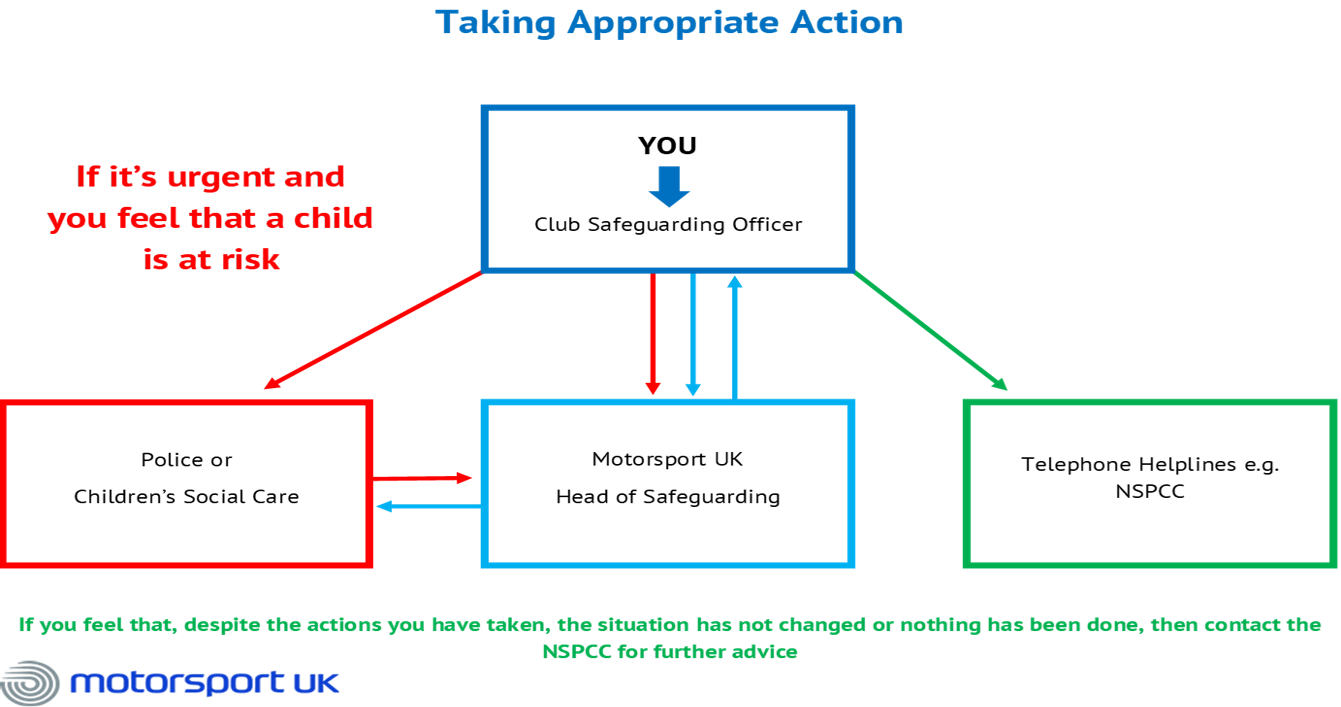 Taking Appropriate Action
If it’s urgent and
you feel that a child
is at risk
YOU
Club Safeguarding Officer
Police or
Children’s Social Care
Motorsport UK
Head of Safeguarding
Telephone Helplines e.g.
NSPCC
If you feel that, despite the actions you have taken, the situation has not changed or nothing has been done, then contact the
NSPCC for further advice
motorsport UK